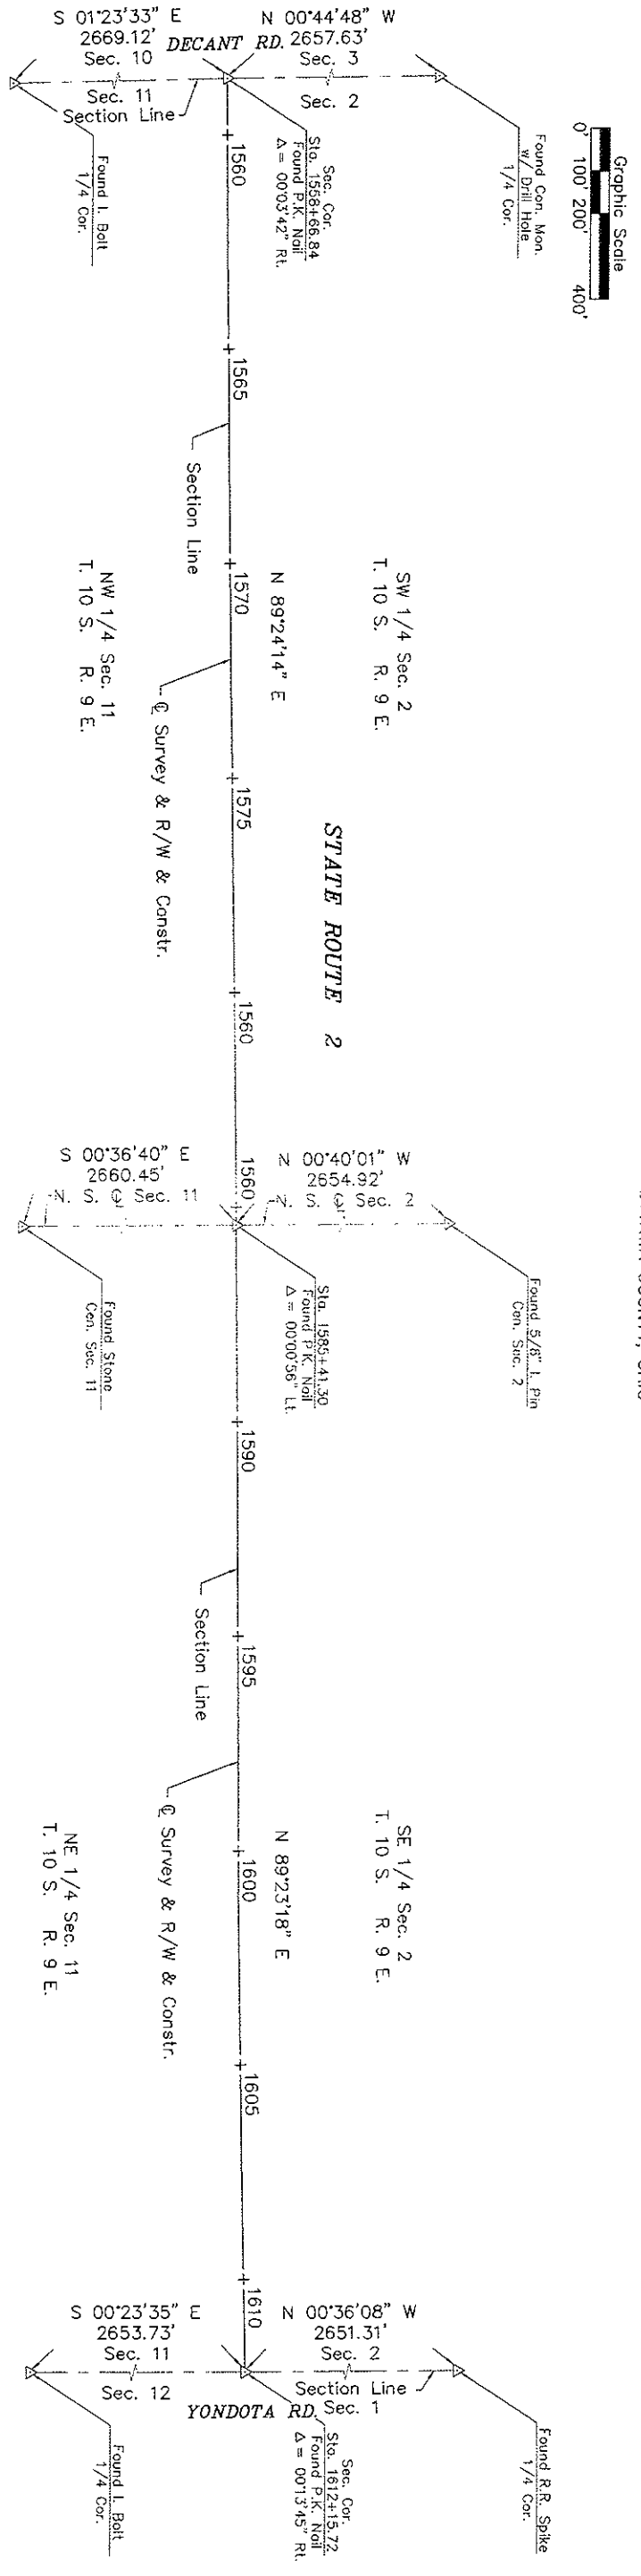 S 01°23'33" E
2669.12'
Sec. 10
Sec. 11
Section Line
DECANT RD.
N 00°44'48" W
2657.63'
Sec. 3
Sec. 2
Graphic Scale
0' 100' 200' 400'
Found Con. Mon.
w/ Drill Hole
1/4 Cor.
Sec. Cor.
Sta. 1558+66.84
Found P.K. Nail
Δ = 00°03'42" Rt.
Found I. Bolt
1/4 Cor.
1560
1565
Section Line
1570
SW 1/4 Sec. 2
T. 10 S. R. 9 E.
N 89°24'14" E
NW 1/4 Sec. 11
T. 10 S. R. 9 E.
℄ Survey & R/W & Constr.
1575
STATE ROUTE 2
1560
1560
S 00°36'40" E
2660.45'
N. S. ℄ Sec. 11
N 00°40'01" W
2654.92'
N. S. ℄ Sec. 2
Found 5/8" I. Pin
Cen. Sec. 2
Sta. 1585+41.30
Found P.K. Nail
Δ = 00°00'56" Lt.
Found Stone
Cen. Sec. 11
1590
Section Line
1595
SE 1/4 Sec. 2
T. 10 S. R. 9 E.
N 89°23'18" E
1600
℄ Survey & R/W & Constr.
NE 1/4 Sec. 11
T. 10 S. R. 9 E.
1605
1610
S 00°23'35" E
2653.73'
Sec. 11
Sec. 12
N 00°36'08" W
2651.31'
Sec. 2
Section Line
Sec. 1
YONDOTA RD.
Found R.R. Spike
1/4 Cor.
Sec. Cor.
Sta. 1612+15.72
Found P.K. Nail
Δ = 00°13'45" Rt.
Found I. Bolt
1/4 Cor.